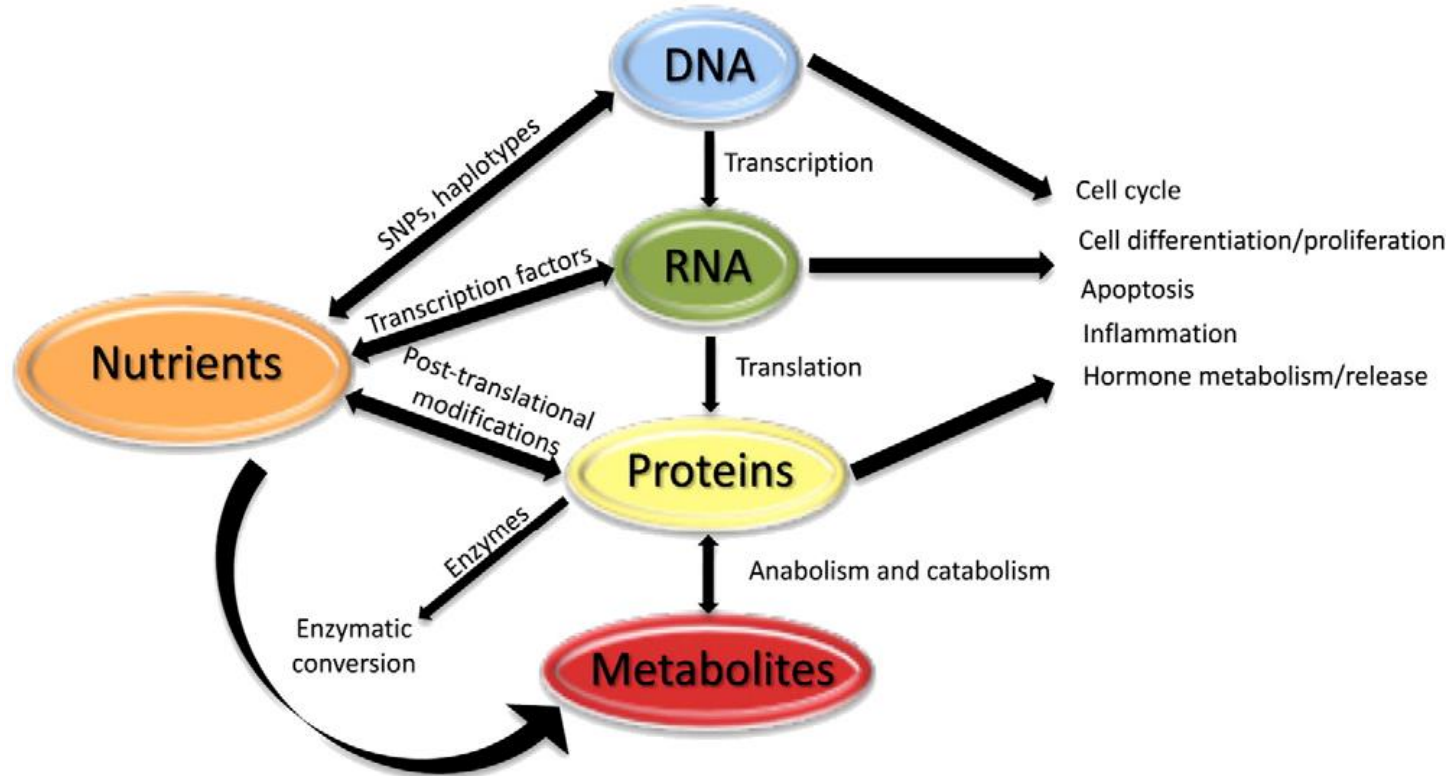 DNA
SNPs, haplotypes
Transcription
Cell cycle
Cell differentiation/proliferation
Apoptosis
Inflammation
Hormone metabolism/release
RNA
Transcription factors
Nutrients
Post-translational
modifications
Translation
Proteins
Enzymes
Anabolism and catabolism
Enzymatic
conversion
Metabolites